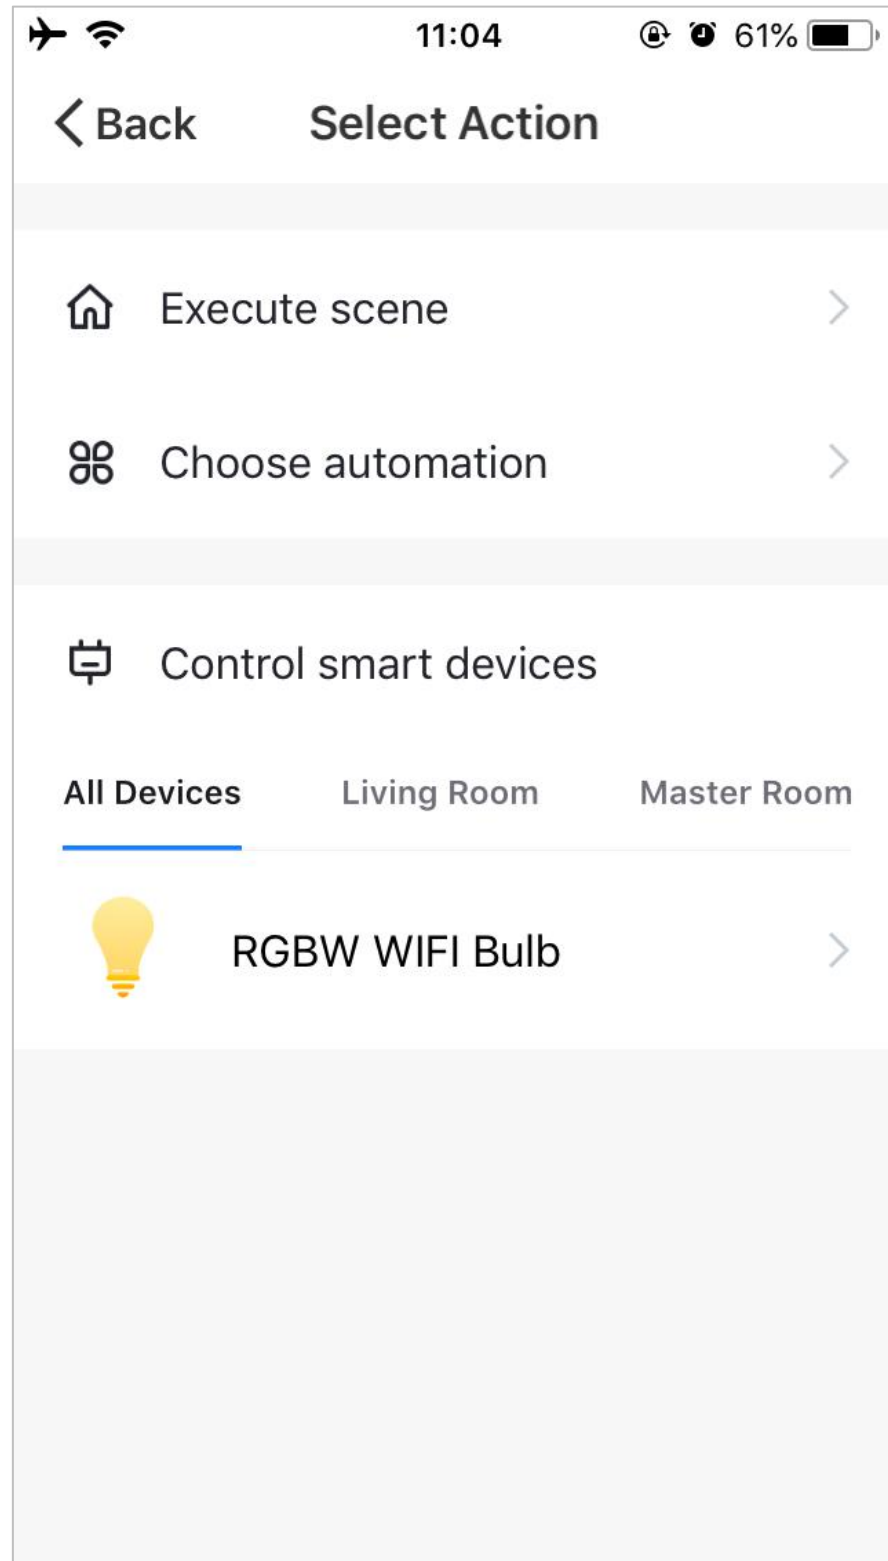 11:04 61%
Back Select Action
Execute scene
Choose automation
Control smart devices
All Devices Living Room Master Room
RGBW WIFI Bulb